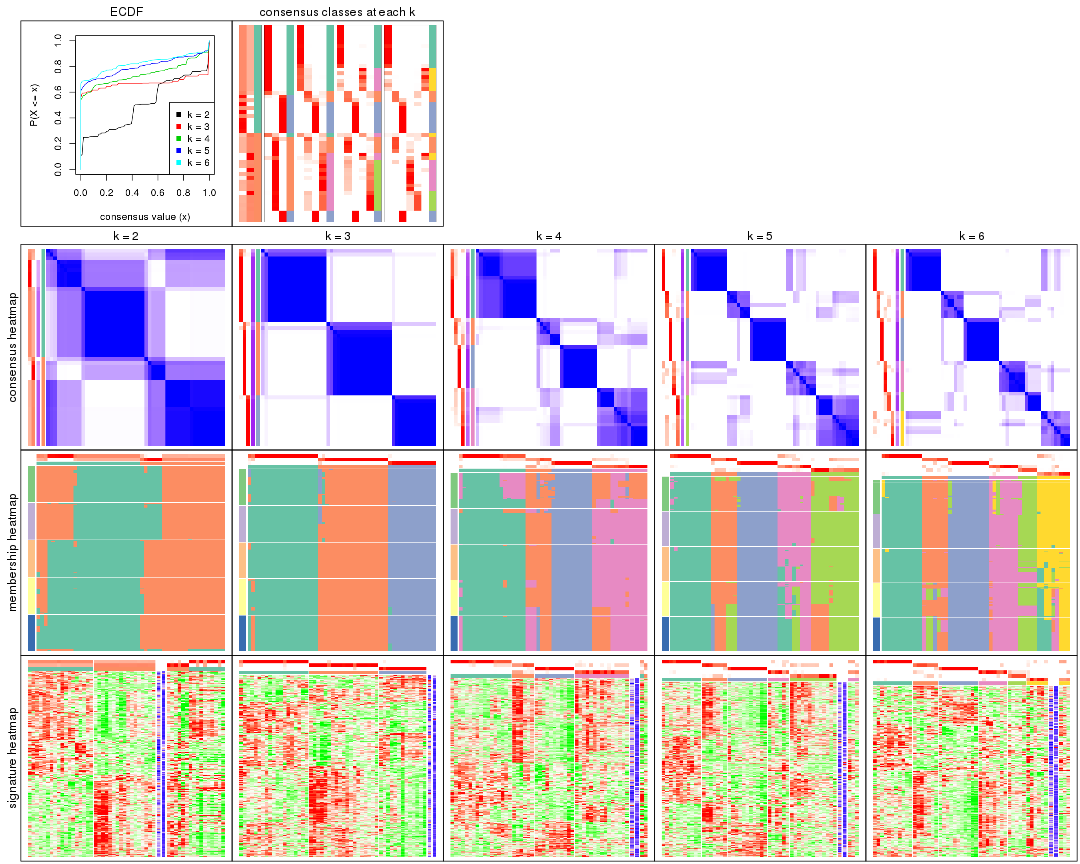 ECDF
consensus classes at each k
P(X <= x)
0.0 0.2 0.4 0.6 0.8 1.0
k = 2
k = 3
k = 4
k = 5
k = 6
0.0 0.2 0.4 0.6 0.8 1.0
consensus value (x)
k = 2 k = 3 k = 4 k = 5 k = 6
consensus heatmap
membership heatmap
signature heatmap